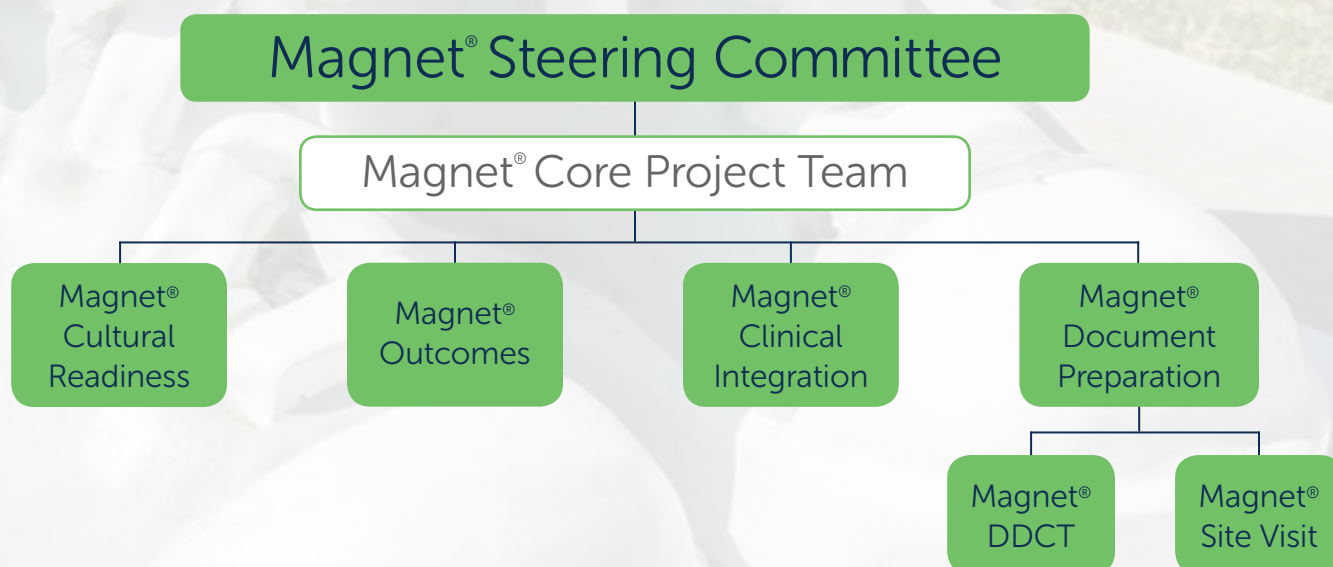 Magnet® Steering Committee
Magnet® Core Project Team
Magnet®
Cultural
Readiness
Magnet®
Outcomes
Magnet®
Clinical
Integration
Magnet®
Document
Preparation
Magnet®
DDCT
Magnet®
Site Visit